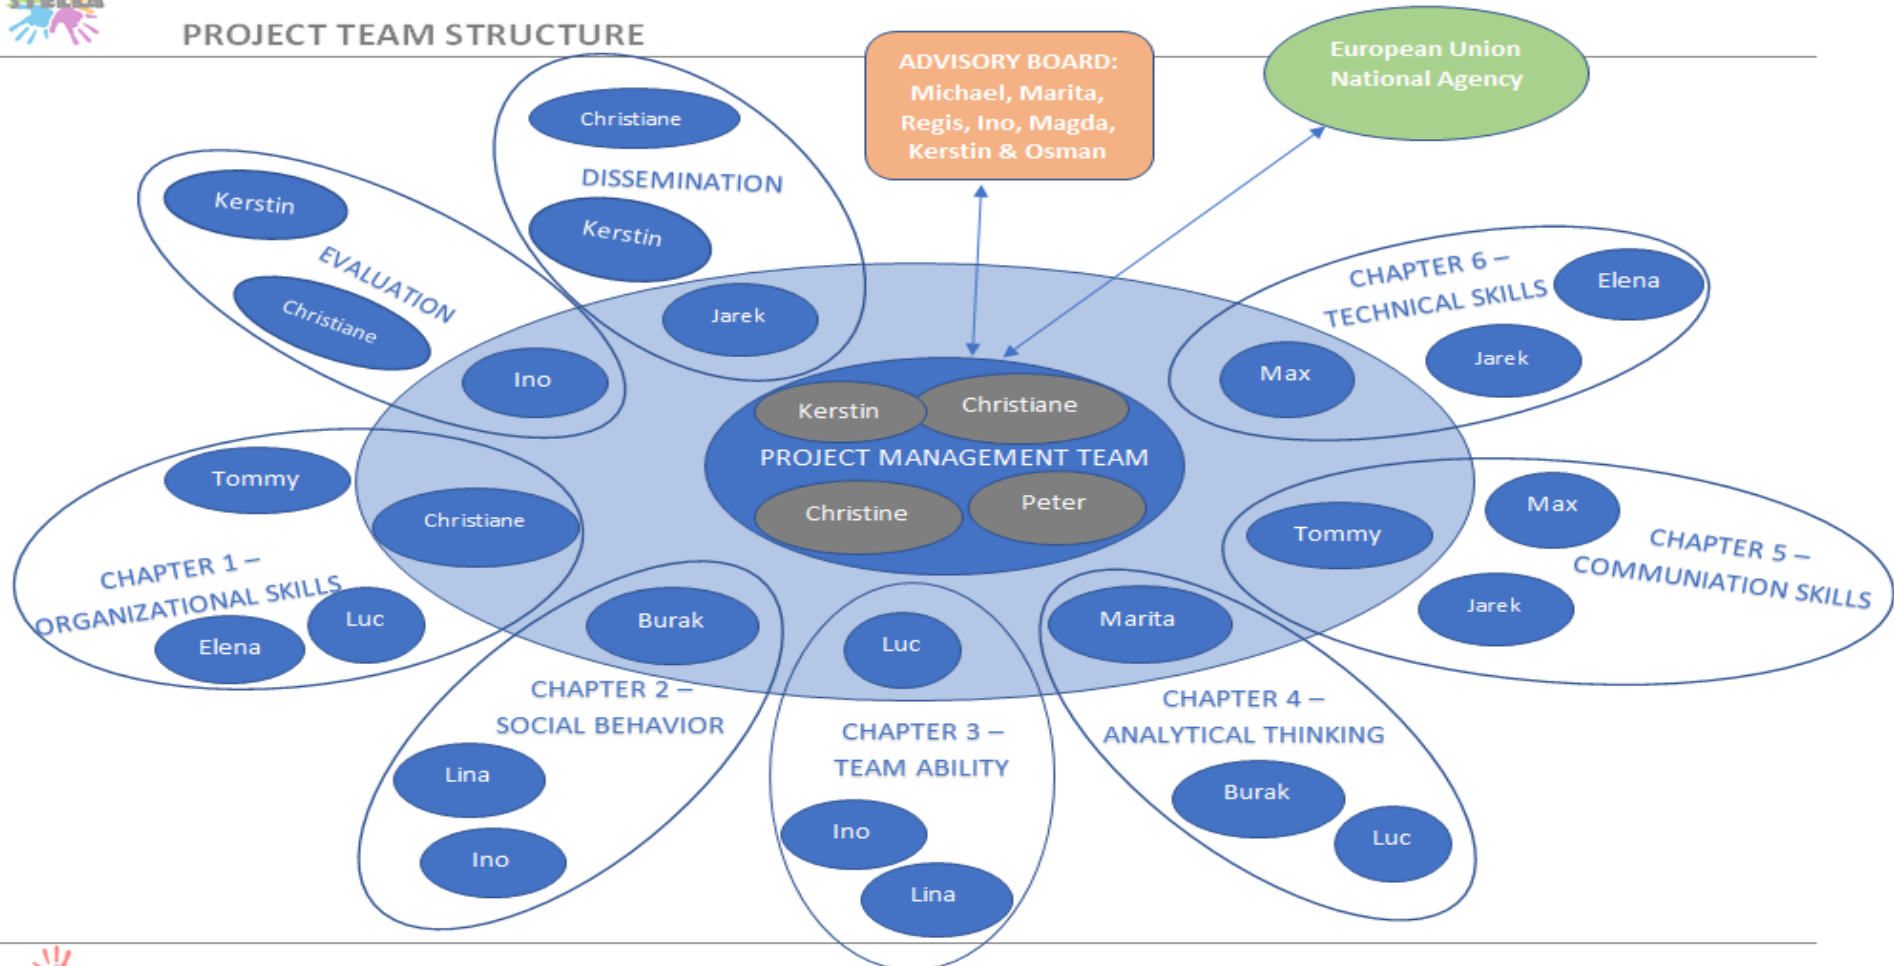 PROJECT TEAM STRUCTURE
ADVISORY BOARD:
Michael, Marita,
Regis, Ino, Magda,
Kerstin & Osman
European Union
National Agency
Christiane
DISSEMINATION
Kerstin
Jarek
Kerstin
EVALUATION
Christiane
Ino
CHAPTER 6 –
TECHNICAL SKILLS
Elena
Jarek
Max
Kerstin
Christiane
PROJECT MANAGEMENT TEAM
Christine
Peter
Tommy
Christiane
CHAPTER 1 –
ORGANIZATIONAL SKILLS
Luc
Elena
Tommy
Max
CHAPTER 5 –
COMMUNIATION SKILLS
Jarek
Burak
CHAPTER 2 –
SOCIAL BEHAVIOR
Lina
Ino
Luc
CHAPTER 3 –
TEAM ABILITY
Ino
Lina
Marita
CHAPTER 4 –
ANALYTICAL THINKING
Burak
Luc